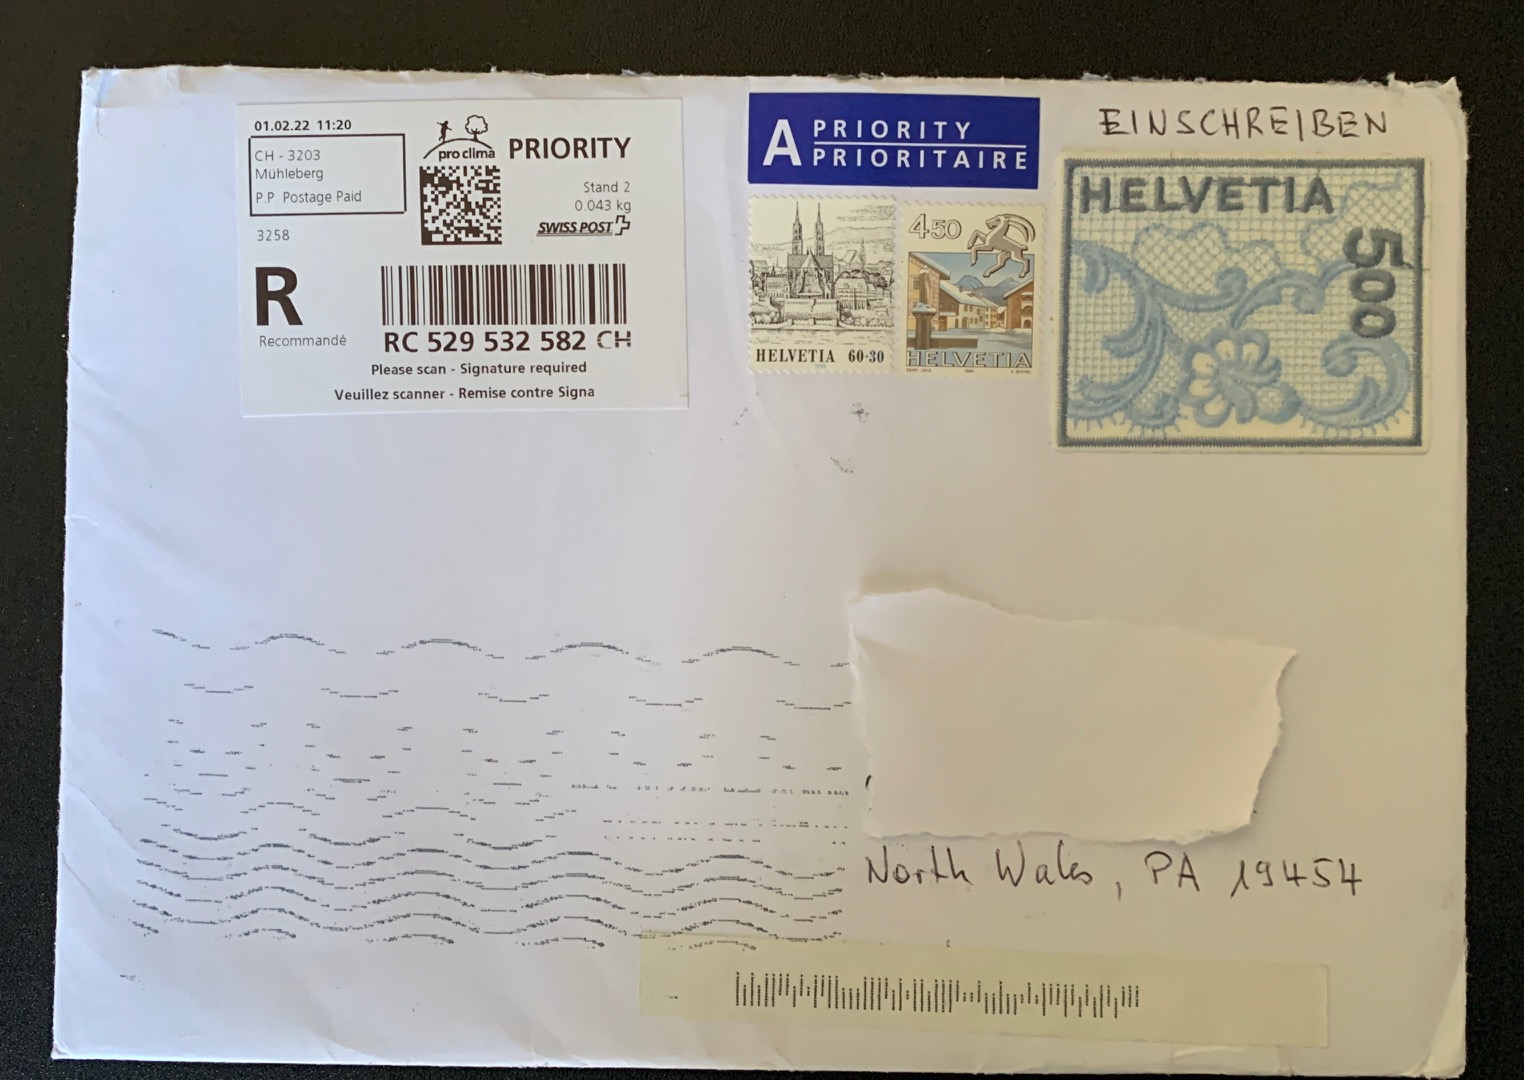 01.02.22 11:20
CH - 3203
Mühleberg
P.P. Postage Paid
3258
pro clima
PRIORITY
Stand 2
0.043 kg
SWISS POST
R
Recommandé
RC 529 532 582 CH
Please scan - Signature required
Veuillez scanner - Remise contre Signa
A PRIORITY
PRIORITAIRE
EINSCHREIBEN
HELVETIA 60+30
450
HELVETIA
1984
HELVETIA
500
North Wales, PA 19454